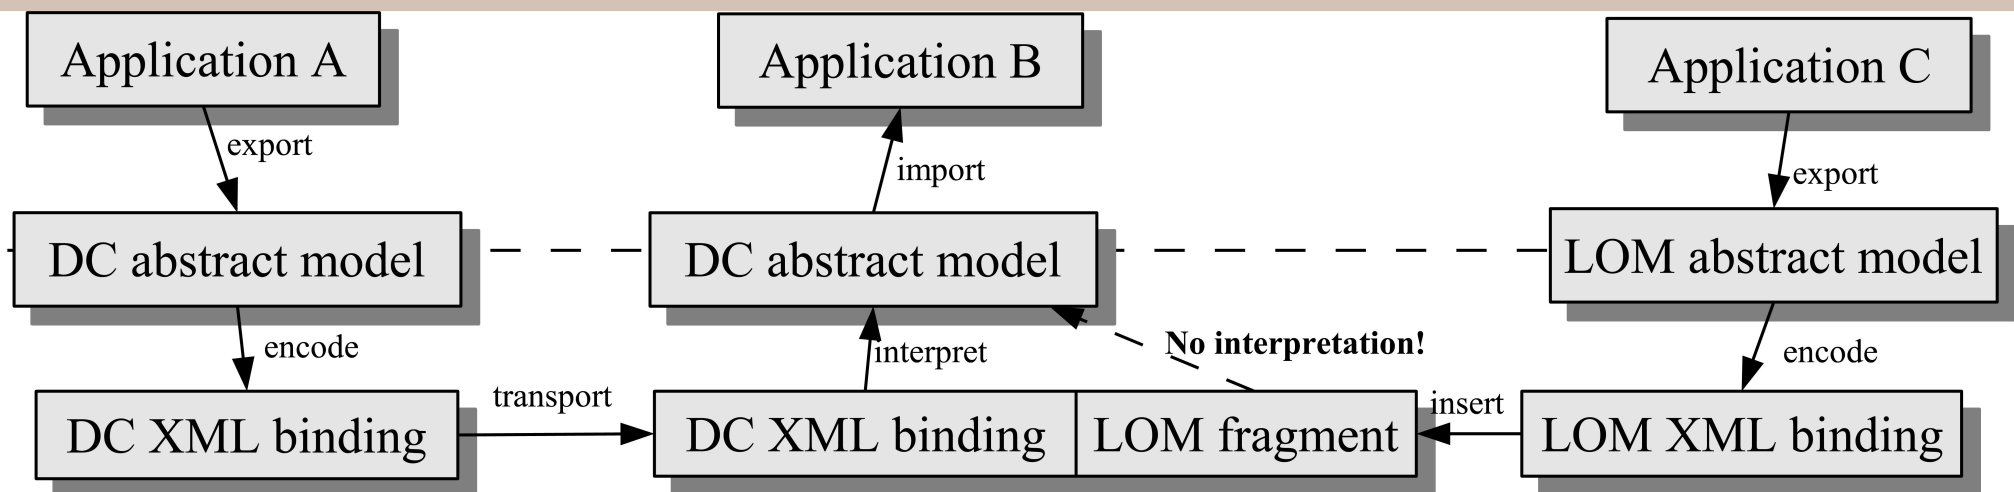 Application A
Application B
Application C
export
import
export
DC abstract model
DC abstract model
LOM abstract model
encode
interpret
No interpretation!
encode
transport
insert
DC XML binding
DC XML binding
LOM fragment
LOM XML binding